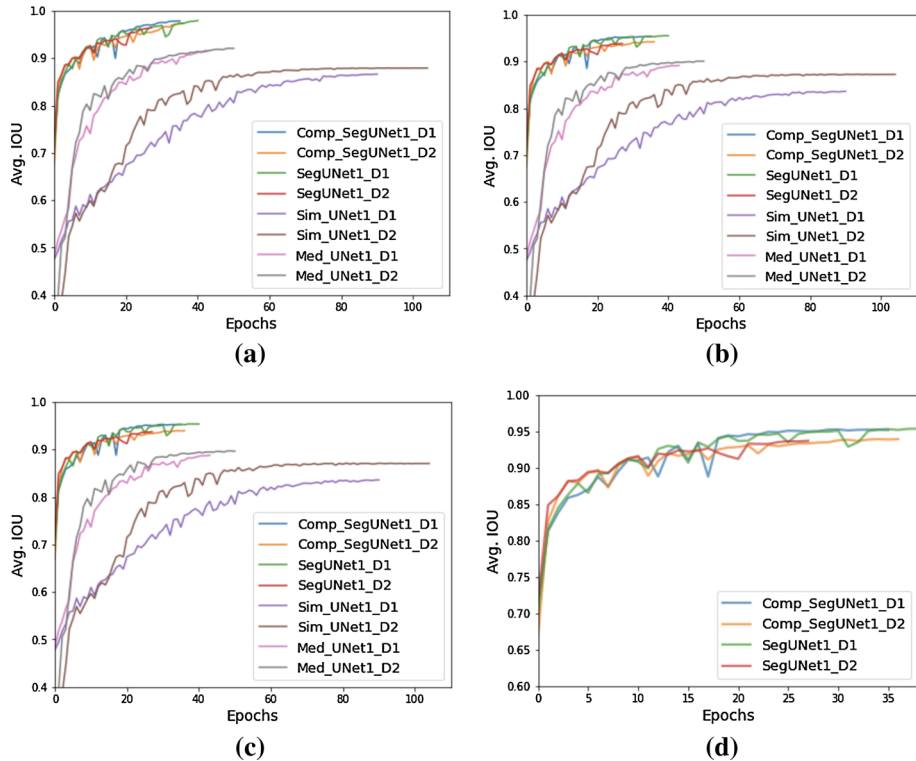 1.0
0.9
0.8
0.7
0.6
0.5
0.4
Avg. IOU
0 20 40 60 80 100
Epochs
Comp_SegUNet1_D1
Comp_SegUNet1_D2
SegUNet1_D1
SegUNet1_D2
Sim_UNet1_D1
Sim_UNet1_D2
Med_UNet1_D1
Med_UNet1_D2
(a)
1.0
0.9
0.8
0.7
0.6
0.5
0.4
Avg. IOU
0 20 40 60 80 100
Epochs
Comp_SegUNet1_D1
Comp_SegUNet1_D2
SegUNet1_D1
SegUNet1_D2
Sim_UNet1_D1
Sim_UNet1_D2
Med_UNet1_D1
Med_UNet1_D2
(b)
1.0
0.9
0.8
0.7
0.6
0.5
0.4
Avg. IOU
0 20 40 60 80 100
Epochs
Comp_SegUNet1_D1
Comp_SegUNet1_D2
SegUNet1_D1
SegUNet1_D2
Sim_UNet1_D1
Sim_UNet1_D2
Med_UNet1_D1
Med_UNet1_D2
(c)
1.00
0.95
0.90
0.85
0.80
0.75
0.70
0.65
0.60
Avg. IOU
0 5 10 15 20 25 30 35
Epochs
Comp_SegUNet1_D1
Comp_SegUNet1_D2
SegUNet1_D1
SegUNet1_D2
(d)